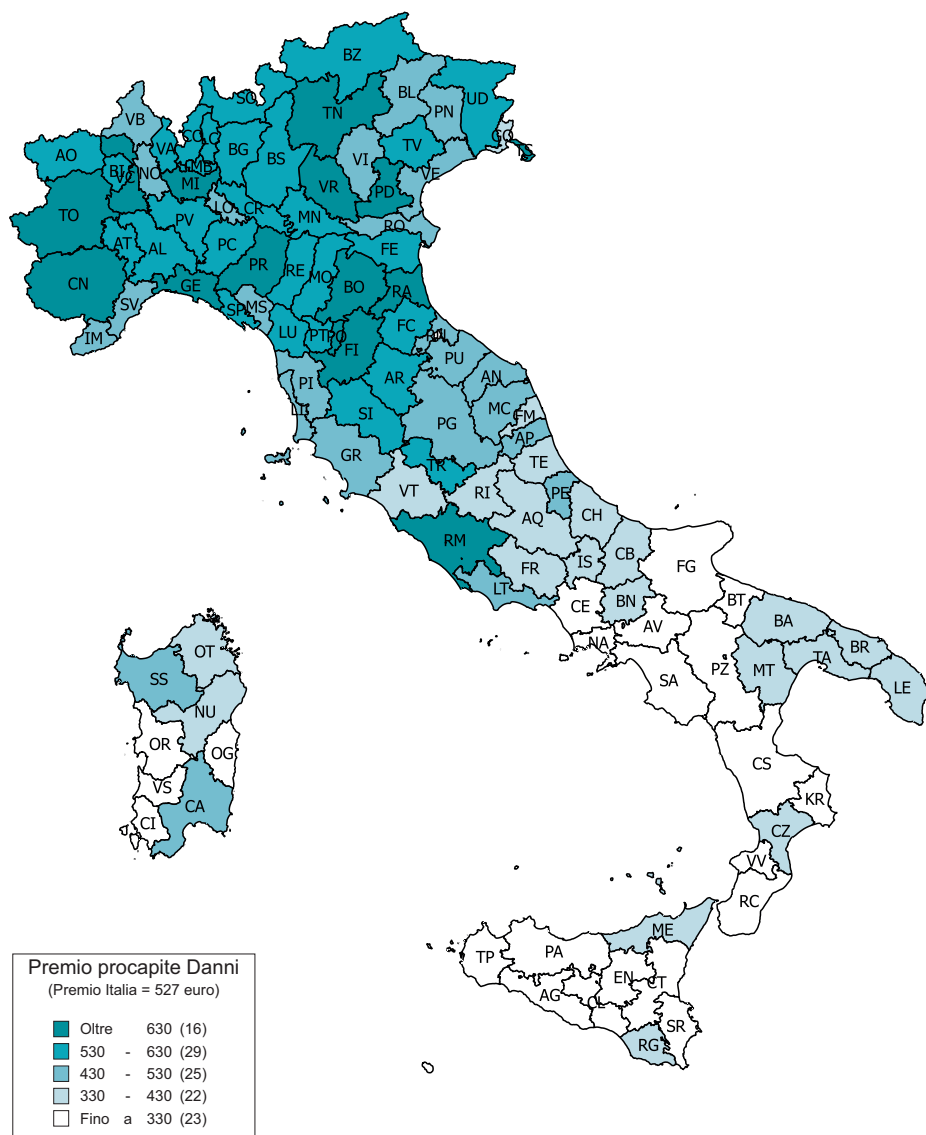 BZ
SO
BL
UD
TN
PN
VB
GO
CO
LC
VA
BG
BS
TV
AO
VI
BI
VC
NO
MB
MI
VE
VR
PD
LO
TO
CR
MN
PV
RO
AT
AL
PC
FE
PR
RE
MO
CN
GE
BO
RA
SV
SP
MS
IM
LU
PT
PO
FC
RN
FI
PU
PI
AR
AN
LI
SI
MC
FM
PG
AP
GR
TE
TR
VT
RI
PE
AQ
CH
RM
FR
IS
CB
FG
LT
CE
BN
BT
NA
AV
BA
BR
TA
PZ
MT
LE
SA
OT
SS
NU
OR
OG
VS
CA
CI
CS
KR
CZ
VV
RC
ME
TP
PA
EN
CT
AG
CL
SR
RG
Premio procapite Danni
(Premio Italia = 527 euro)
Oltre 630 (16)
530 - 630 (29)
430 - 530 (25)
330 - 430 (22)
Fino a 330 (23)